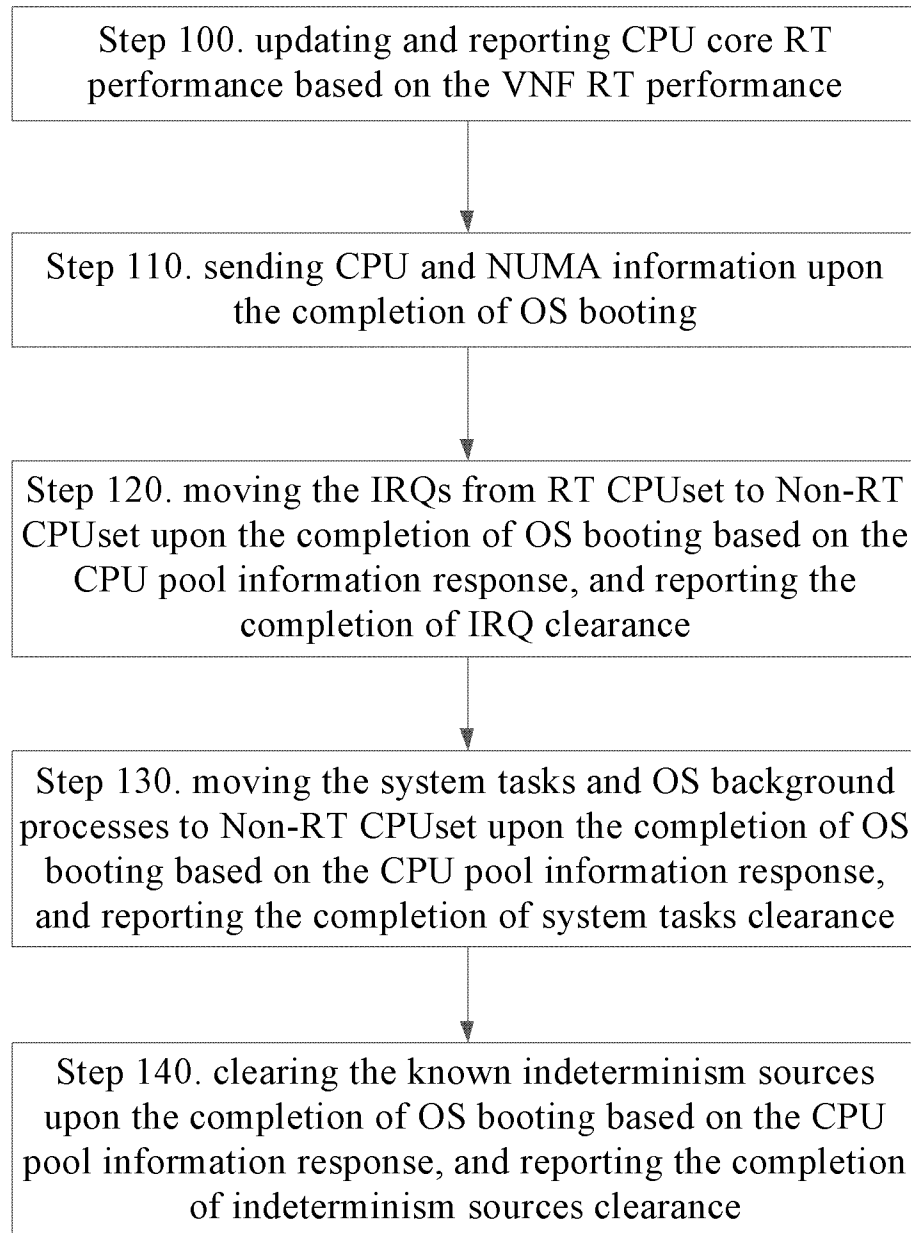 Step 100. updating and reporting CPU core RT
performance based on the VNF RT performance
Step 110. sending CPU and NUMA information upon
the completion of OS booting
Step 120. moving the IRQs from RT CPUset to Non-RT
CPUset upon the completion of OS booting based on the
CPU pool information response, and reporting the
completion of IRQ clearance
Step 130. moving the system tasks and OS background
processes to Non-RT CPUset upon the completion of OS
booting based on the CPU pool information response,
and reporting the completion of system tasks clearance
Step 140. clearing the known indeterminism sources
upon the completion of OS booting based on the CPU
pool information response, and reporting the completion
of indeterminism sources clearance